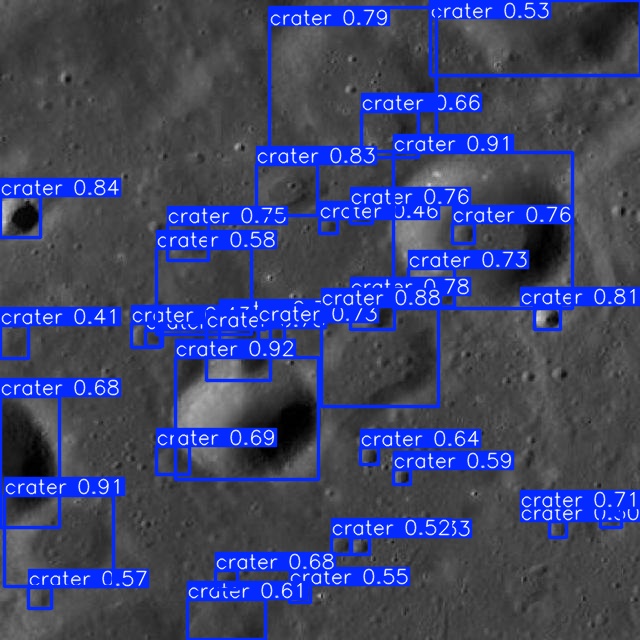 crater 0.53
crater 0.79
crater 0.66
crater 0.91
crater 0.83
crater 0.84
crater 0.76
crater 0.46
crater 0.75
crater 0.76
crater 0.58
crater 0.73
0.78
crater 0.88
crater 0.81
crater
crater 0.73
crater 0.41
crater 0.92
crater 0.68
crater 0.69
crater 0.64
crater 0.59
crater 0.91
crater 0.71
crater
crater 0.52
crater 0.68
crater 0.57
crater 0.55
crater 0.61